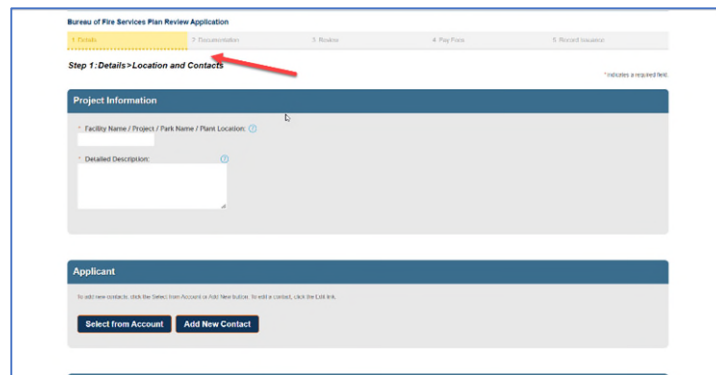 Bureau of Fire Services Plan Review Application
1 Details 2 Documentation 3 Review 4 Pay Fees 5 Record Issuance
Step 1:Details>Location and Contacts
* indicates a required field.
Project Information
* Facility Name / Project / Park Name / Plant Location: ?
* Detailed Description: ?
Applicant
To add new contacts, click the Select from Account or Add New button. To edit a contact, click the Edit link.
Select from Account Add New Contact